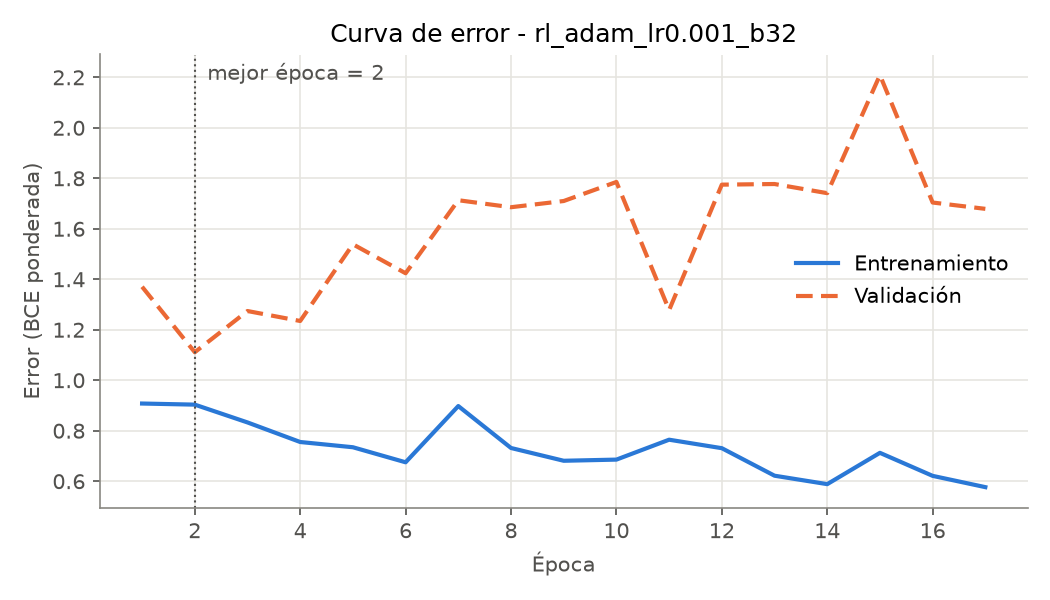 Curva de error - rl_adam_lr0.001_b32
mejor época = 2
2.2
2.0
1.8
1.6
1.4
1.2
1.0
0.8
0.6
Error (BCE ponderada)
Entrenamiento
Validación
2 4 6 8 10 12 14 16
Época